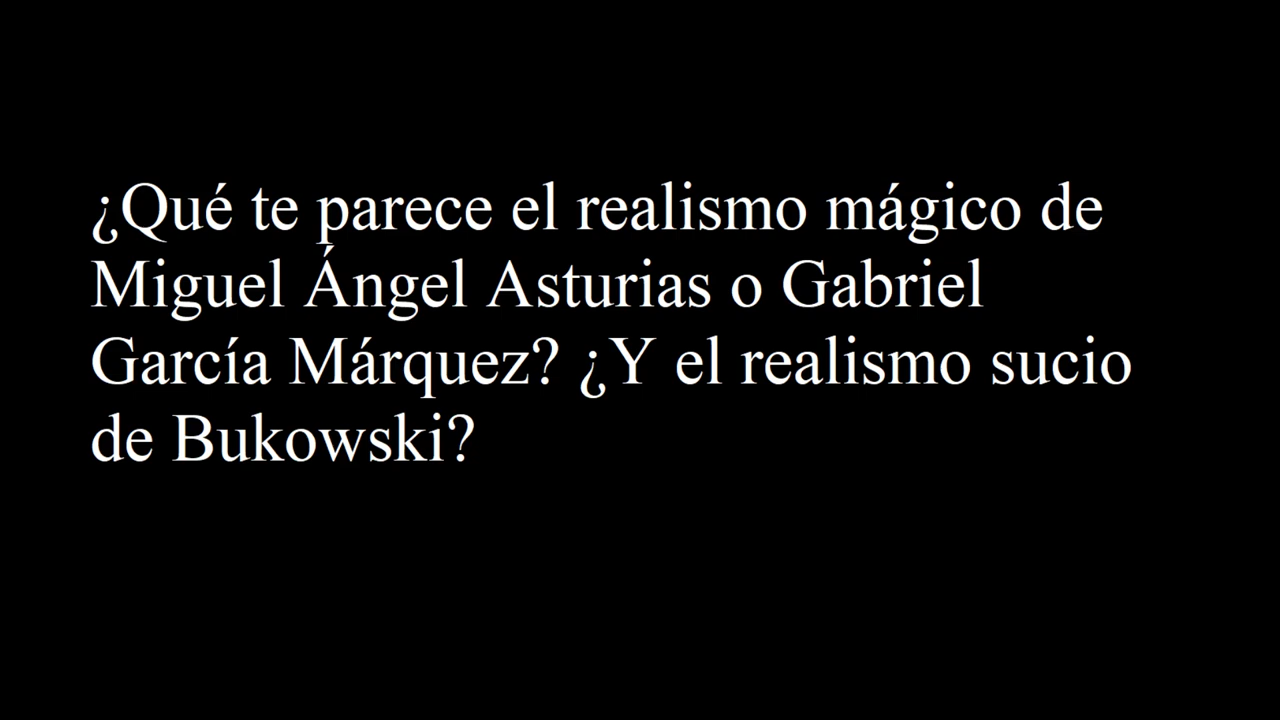 ¿Qué te parece el realismo mágico de
Miguel Ángel Asturias o Gabriel
García Márquez? ¿Y el realismo sucio
de Bukowski?